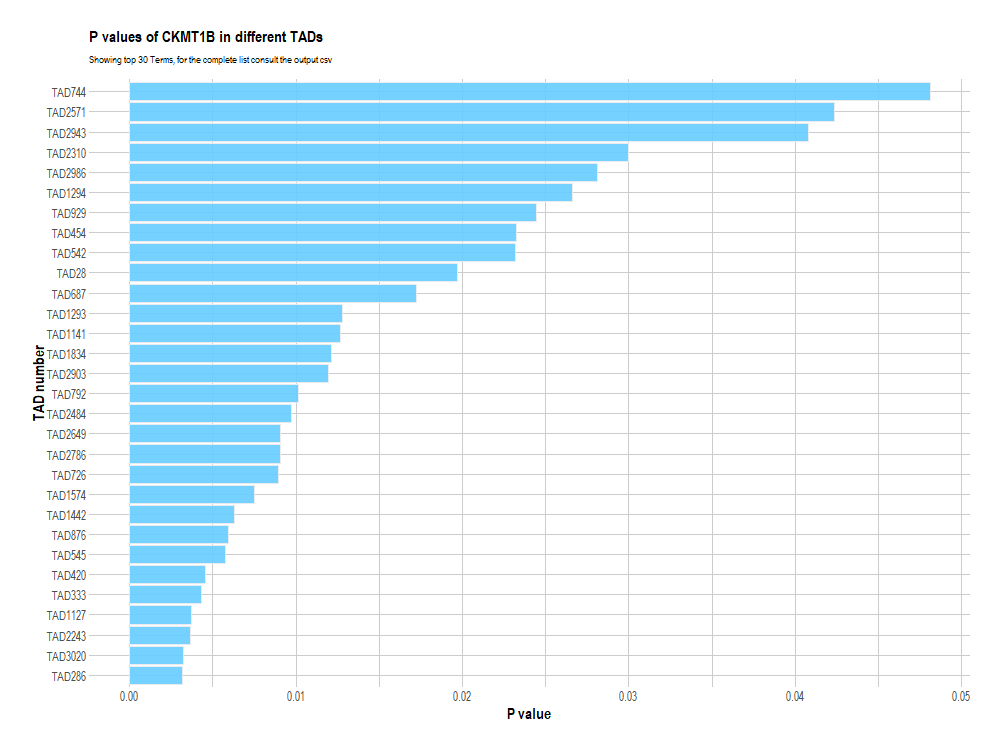 P values of CKMT1B in different TADs
Showing top 30 Terms, for the complete list consult the output csv
TAD number
TAD744
TAD2571
TAD2943
TAD2310
TAD2986
TAD1294
TAD929
TAD454
TAD542
TAD28
TAD687
TAD1293
TAD1141
TAD1834
TAD2903
TAD792
TAD2484
TAD2649
TAD2786
TAD726
TAD1574
TAD1442
TAD876
TAD545
TAD420
TAD333
TAD1127
TAD2243
TAD3020
TAD286
0.00 0.01 0.02 0.03 0.04 0.05
P value